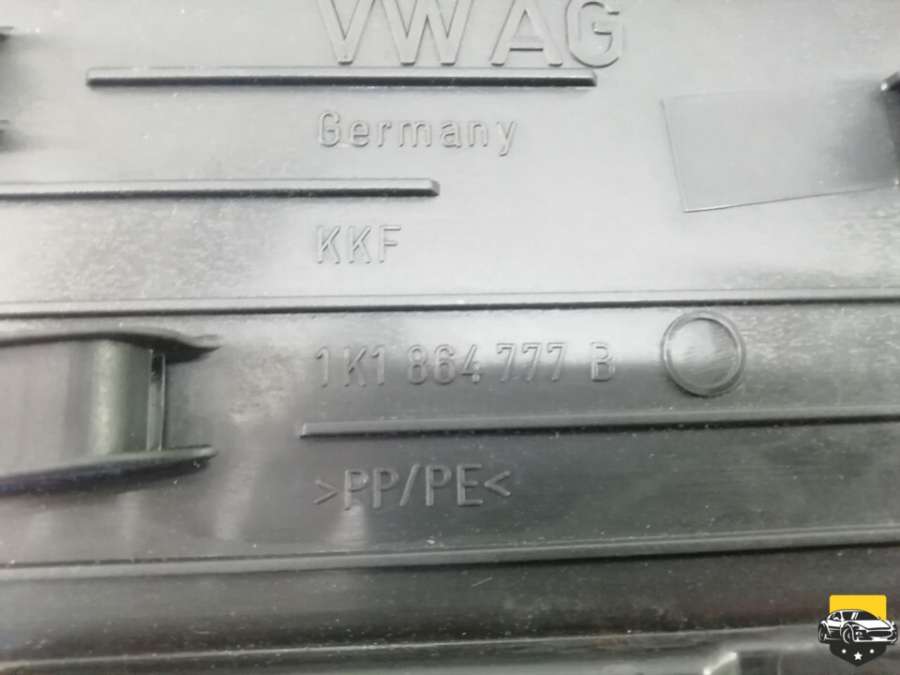 VW AG
Germany
KKF
1K1 864 777 B
>PP/PE<